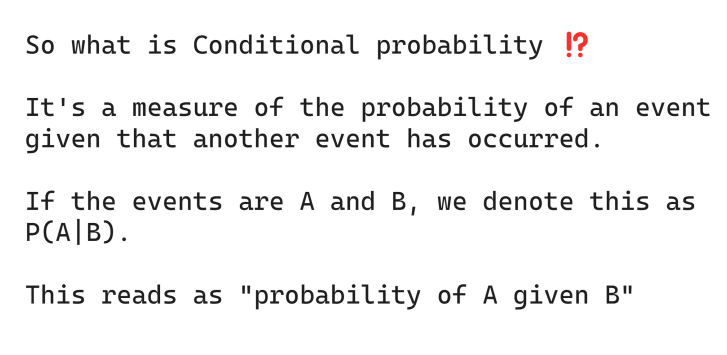 So what is Conditional probability ⁉️
It's a measure of the probability of an event
given that another event has occurred.
If the events are A and B, we denote this as
P(A|B).
This reads as "probability of A given B"